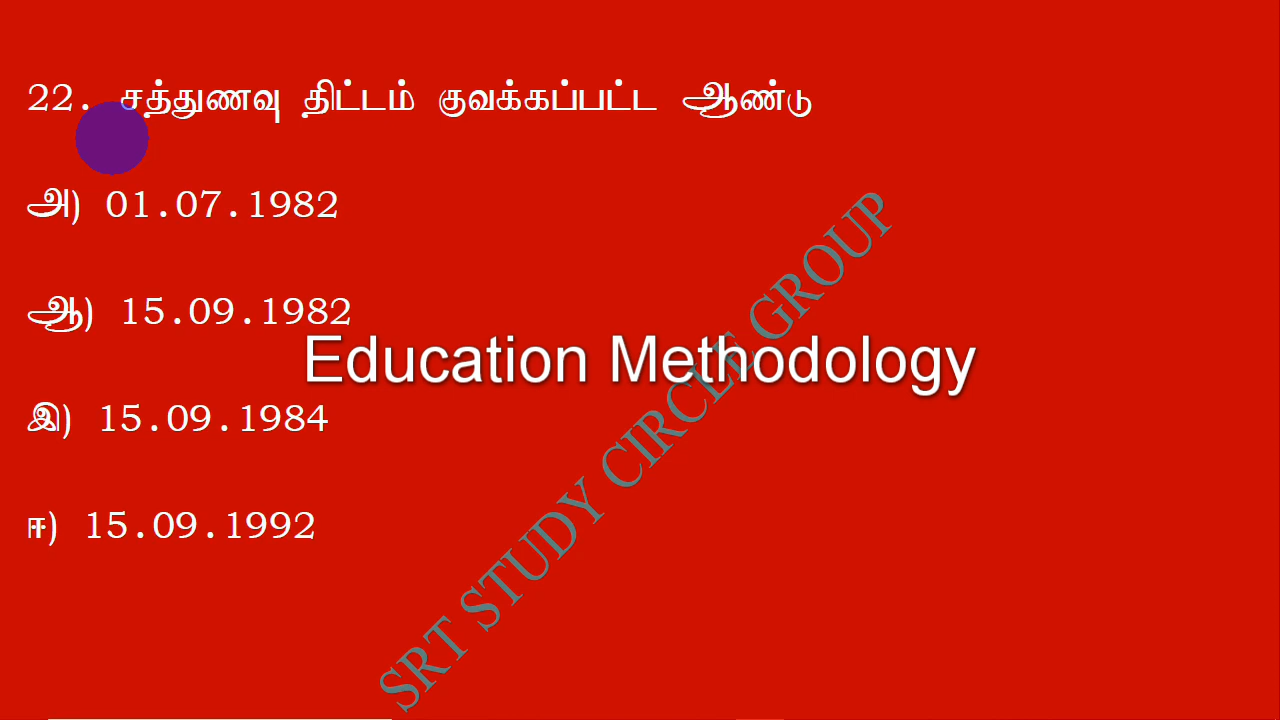 22. சத்துணவு திட்டம் குவக்கப்பட்ட ஆண்டு
அ) 01.07.1982
ஆ) 15.09.1982
Education Methodology
இ) 15.09.1984
ஈ) 15.09.1992
SRT STUDY CIRCLE GROUP